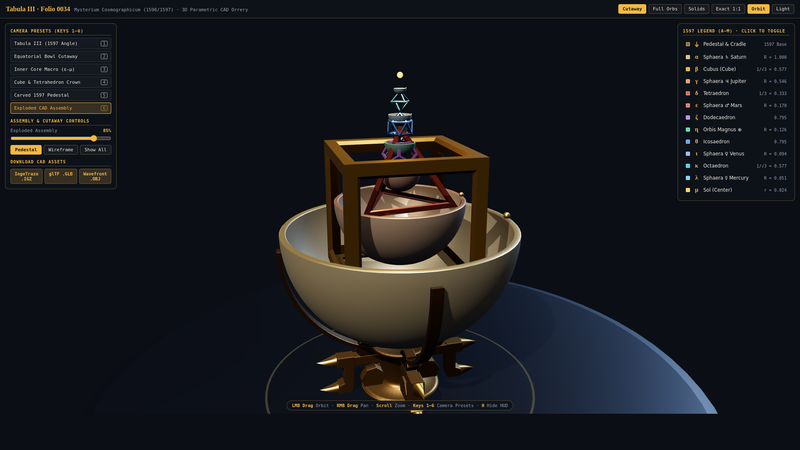 Tabula III · Folio 0034 Mysterium Cosmographicum (1596/1597) · 3D Parametric CAD Orrery
Cutaway Full Orbs Solids Exact 1:1 Orbit Light
CAMERA PRESETS (KEYS 1–6)
Tabula III (1597 Angle) 1
Equatorial Bowl Cutaway 2
Inner Core Macro (ε–μ) 3
Cube & Tetrahedron Crown 4
Carved 1597 Pedestal 5
Exploded CAD Assembly 6
ASSEMBLY & CUTAWAY CONTROLS
Exploded Assembly 85%
Pedestal Wireframe Show All
DOWNLOAD CAD ASSETS
IngeTrazo .IGZ
glTF .GLB
Wavefront .OBJ
1597 LEGEND (α–μ) · CLICK TO TOGGLE
Pedestal & Cradle 1597 Base
α Sphaera ♄ Saturn R = 1.000
β Cubus (Cube) 1/√3 = 0.577
γ Sphaera ♃ Jupiter R = 0.546
δ Tetraedron 1/3 = 0.333
ε Sphaera ♂ Mars
ζ Dodecaedron 0.795
η Orbis Magnus ⊕ R = 0.126
θ Icosaedron 0.795
ι Sphaera ♀ Venus R = 0.094
κ Octaedron 1/√3 = 0.577
λ Sphaera ☿ Mercury R = 0.051
μ Sol (Center) r = 0.024
LMB Drag Orbit · RMB Drag Pan · Scroll Zoom · Keys 1–6 Camera Presets · H Hide HUD